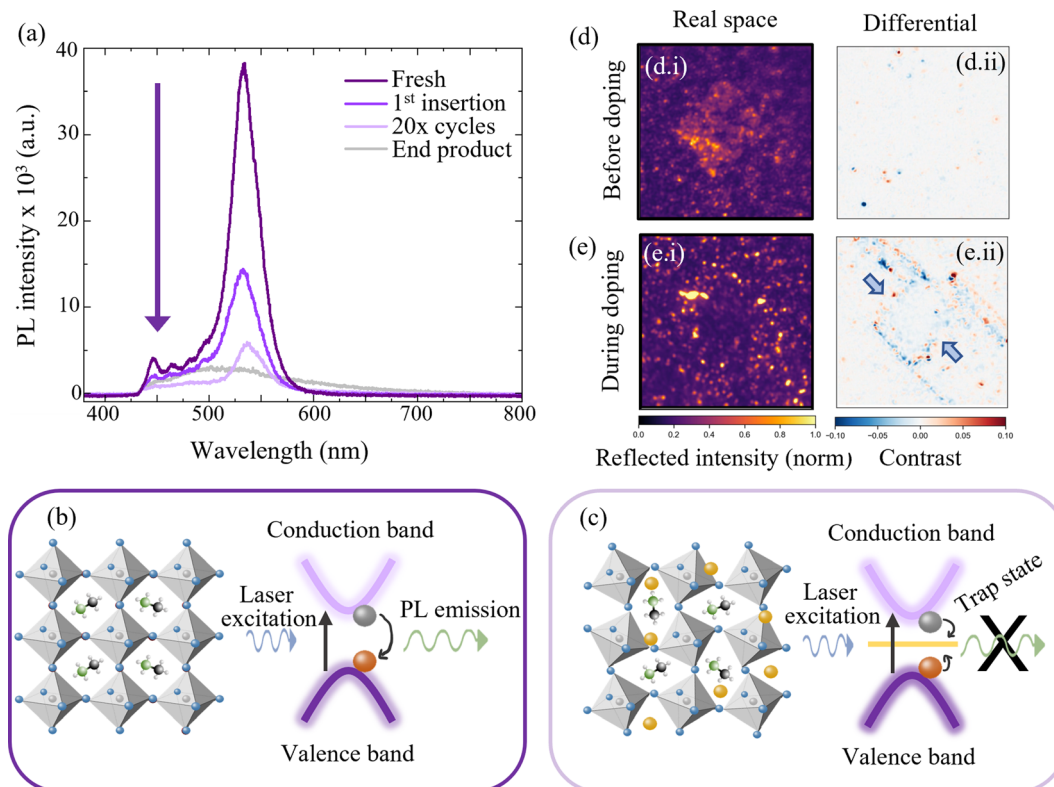 (a)
PL intensity x 10³ (a.u.)
40
30
20
10
0
400
500
600
700
800
Wavelength (nm)
Fresh
1st insertion
20x cycles
End product
Real space
Differential
(d)
Before doping
(d.i)
(d.ii)
(e)
During doping
(e.i)
(e.ii)
0.0 0.2 0.4 0.6 0.8 1.0
−0.10 −0.05 0.00 0.05 0.10
Reflected intensity (norm)
Contrast
(b)
Conduction band
Laser
excitation
PL emission
Valence band
(c)
Conduction band
Laser
excitation
Trap state
X
Valence band